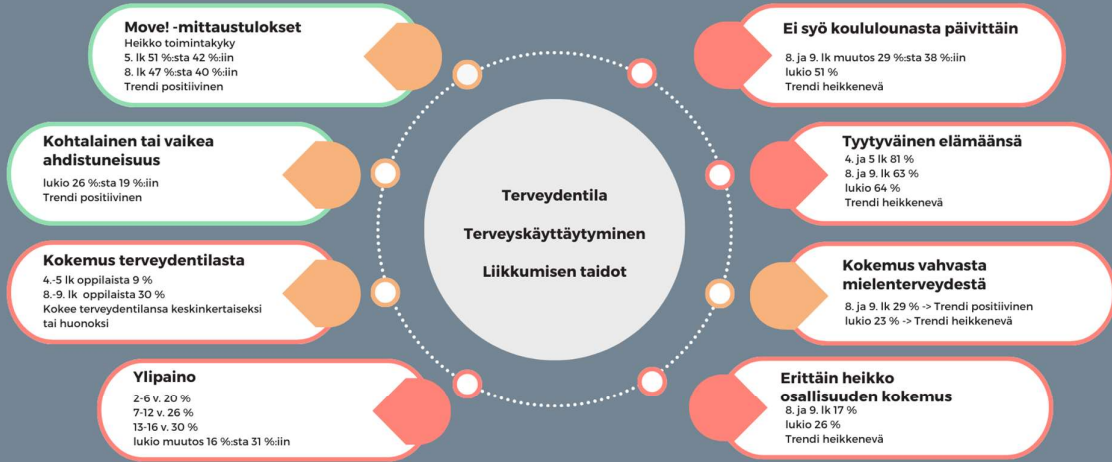 Move! -mittaustulokset
Heikko toimintakyky
5. lk 51 %:sta 42 %:iin
8. lk 47 %:sta 40 %:iin
Trendi positiivinen
Kohtalainen tai vaikea
ahdistuneisuus
lukio 26 %:sta 19 %:iin
Trendi positiivinen
Kokemus terveydentilasta
4.-5 lk oppilaista 9 %
8.-9. lk oppilaista 30 %
Kokee terveydentilansa keskinkertaiseksi
tai huonoksi
Ylipaino
2-6 v. 20 %
7-12 v. 26 %
13-16 v. 30 %
lukio muutos 16 %:sta 31 %:iin
Terveydentila
Terveyskäyttäytyminen
Liikkumisen taidot
Ei syö koululounasta päivittäin
8. ja 9. lk muutos 29 %:sta 38 %:iin
lukio 51 %
Trendi heikkenevä
Tyytyväinen elämäänsä
4. ja 5 lk 81 %
8. ja 9. lk 63 %
lukio 64 %
Trendi heikkenevä
Kokemus vahvasta
mielenterveydestä
8. ja 9. lk 29 % -> Trendi positiivinen
lukio 23 % -> Trendi heikkenevä
Erittäin heikko
osallisuuden kokemus
8. ja 9. lk 17 %
lukio 26 %
Trendi heikkenevä